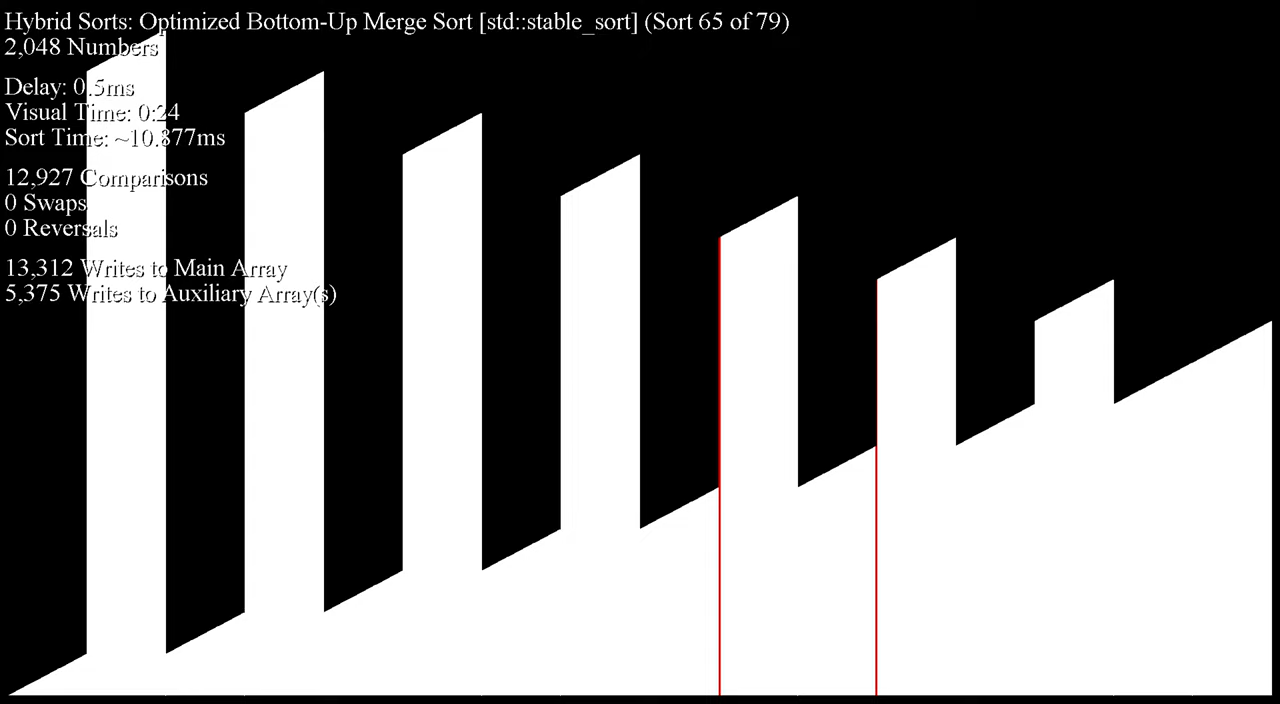 Hybrid Sorts: Optimized Bottom-Up Merge Sort [std::stable_sort] (Sort 65 of 79)
2,048 Numbers
Delay: 0.5ms
Visual Time: 0:24
Sort Time: ~10.877ms
12,927 Comparisons
0 Swaps
0 Reversals
13,312 Writes to Main Array
5,375 Writes to Auxiliary Array(s)